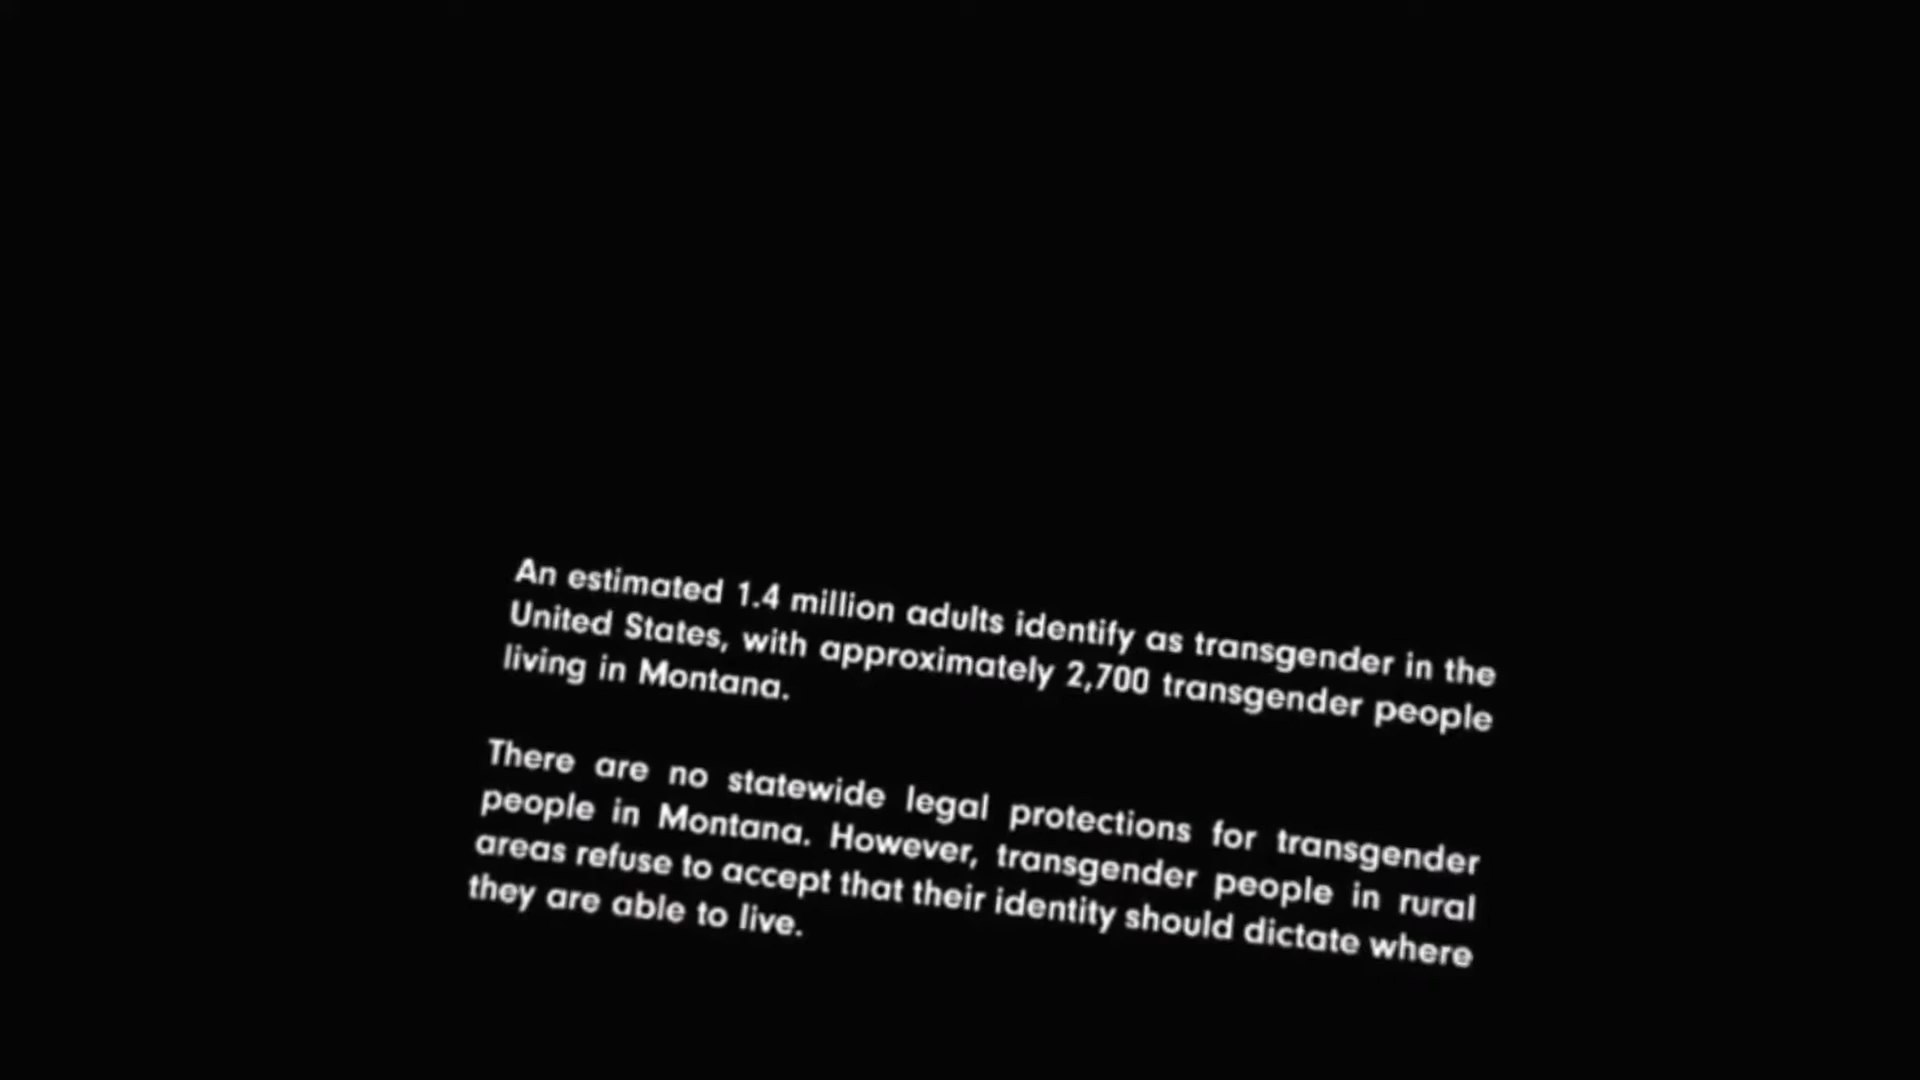 An estimated 1.4 million adults identify as transgender in the
United States, with approximately 2,700 transgender people
living in Montana.
There are no statewide legal protections for transgender
people in Montana. However, transgender people in rural
areas refuse to accept that their identity should dictate where
they are able to live.